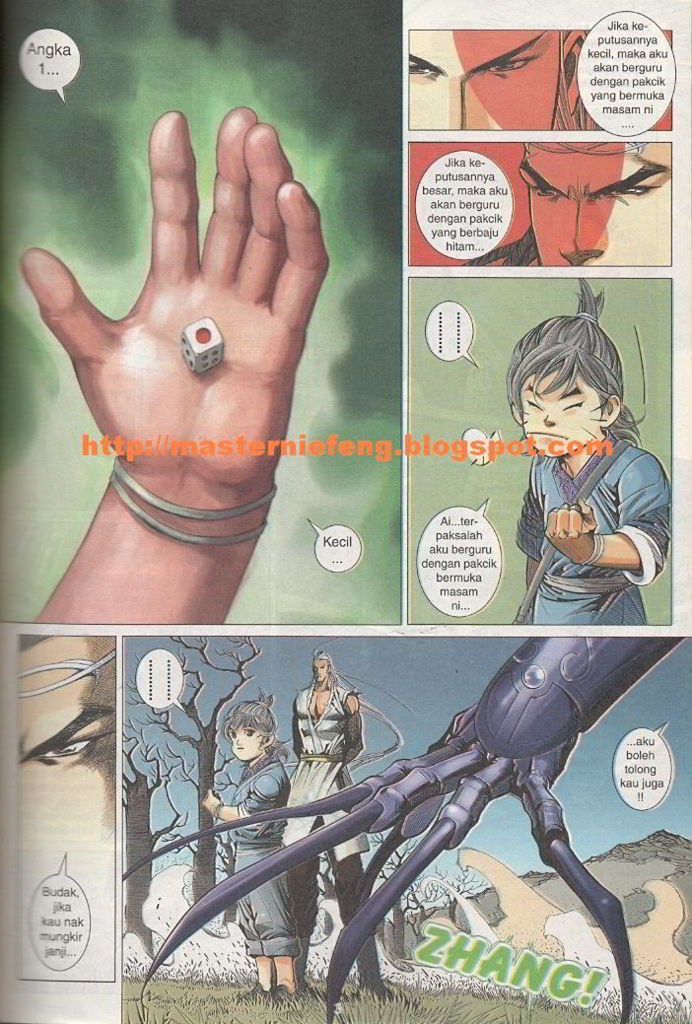 Angka
1...
Jika ke-
putusannya
kecil, maka aku
akan berguru
dengan pakcik
yang bermuka
masam ni
....
Jika ke-
putusannya
besar, maka aku
akan berguru
dengan pakcik
yang berbaju
hitam...
http://masterniefeng.blogspot.com
Kecil
...
Ai...ter-
paksalah
aku berguru
dengan pakcik
bermuka
masam
ni...
Budak,
jika
kau nak
mungkir
janji...
...aku
boleh
tolong
kau juga
!!
ZHANG!